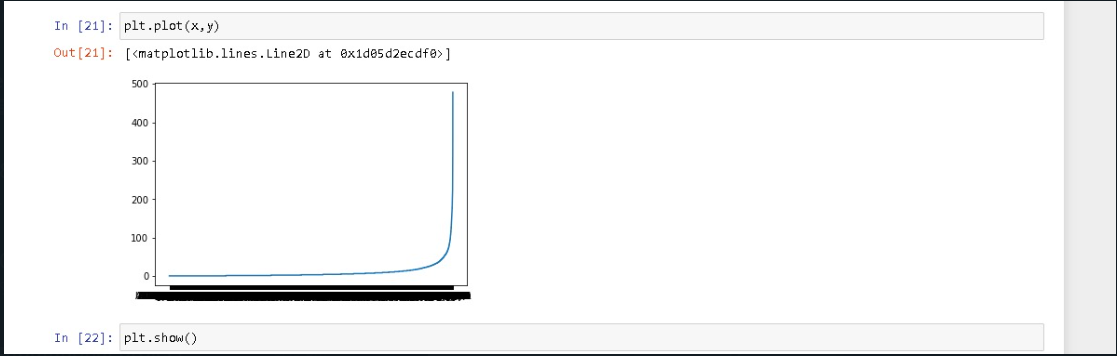 In [21]: plt.plot(x,y)
Out[21]: [<matplotlib.lines.Line2D at 0x1d05d2ecdf0>]
500
400
300
200
100
0
In [22]: plt.show()